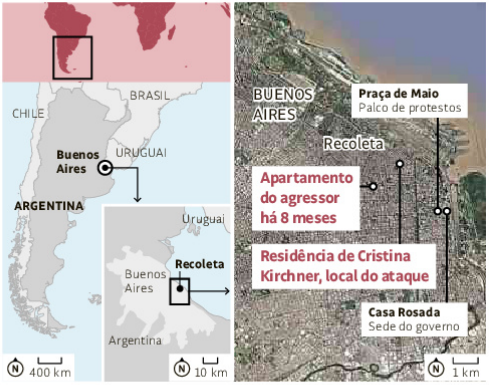 BRASIL
CHILE
URUGUAI
Buenos
Aires
ARGENTINA
Uruguai
Recoleta
Buenos
Aires
Argentina
N
400 km
N
10 km
BUENOS
AIRES
Praça de Maio
Palco de protestos
Recoleta
Apartamento
do agressor
há 8 meses
Residência de Cristina
Kirchner, local do ataque
Casa Rosada
Sede do governo
N
1 km